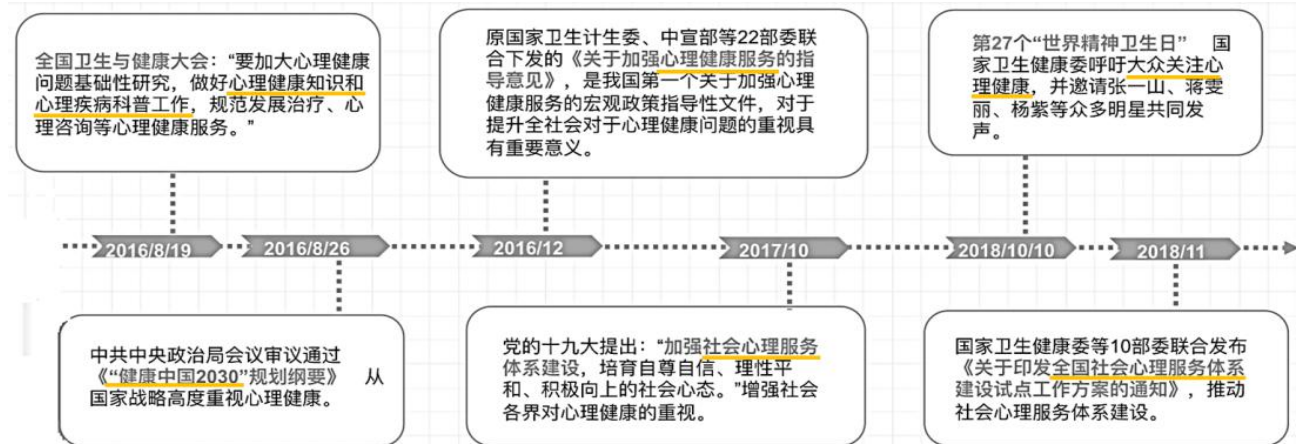 全国卫生与健康大会：“要加大心理健康
问题基础性研究，做好心理健康知识和
心理疾病科普工作，规范发展治疗、心
理咨询等心理健康服务。”
原国家卫生计生委、中宣部等22部委联
合下发的《关于加强心理健康服务的指
导意见》，是我国第一个关于加强心理
健康服务的宏观政策指导性文件，对于
提升全社会对于心理健康问题的重视具
有重要意义。
第27个“世界精神卫生日” 国
家卫生健康委呼吁大众关注心
理健康，并邀请张一山、蒋雯
丽、杨紫等众多明星共同发
声。
2016/8/19
2016/8/26
2016/12
2017/10
2018/10/10
2018/11
中共中央政治局会议审议通过
《“健康中国2030”规划纲要》 从
国家战略高度重视心理健康。
党的十九大提出：“加强社会心理服务
体系建设，培育自尊自信、理性平
和、积极向上的社会心态。”增强社会
各界对心理健康的重视。
国家卫生健康委等10部委联合发布
《关于印发全国社会心理服务体系
建设试点工作方案的通知》，推动
社会心理服务体系建设。